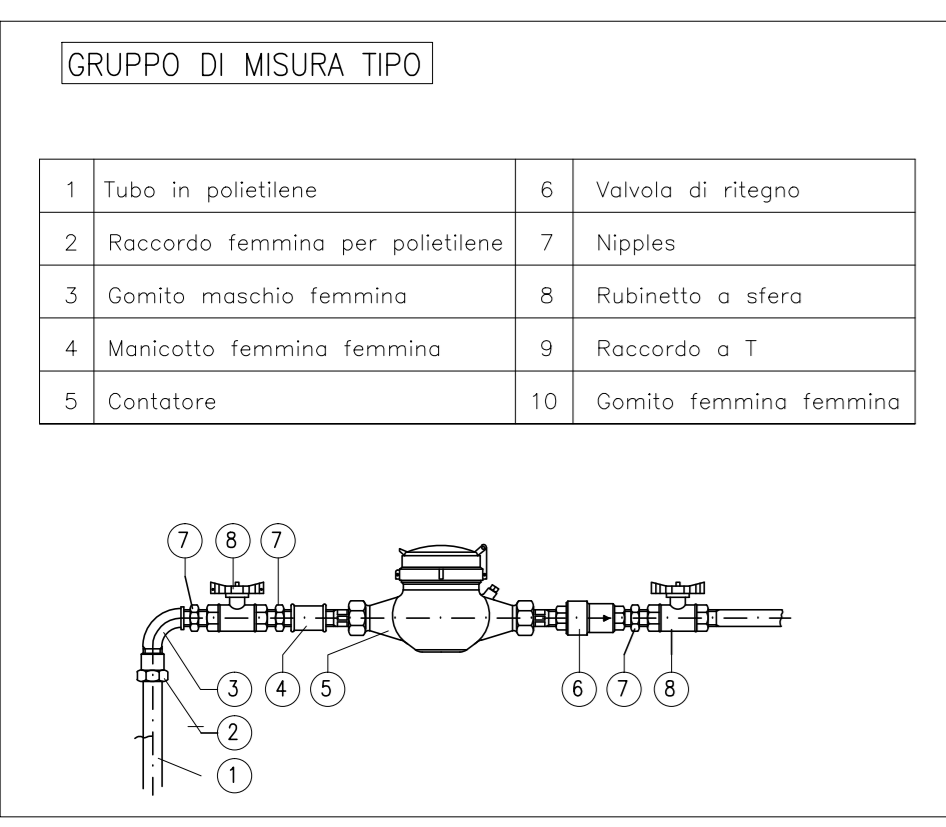 GRUPPO DI MISURA TIPO
1 Tubo in polietilene 6 Valvola di ritegno
2 Raccordo femmina per polietilene 7 Nipples
3 Gomito maschio femmina 8 Rubinetto a sfera
4 Manicotto femmina femmina 9 Raccordo a T
5 Contatore 10 Gomito femmina femmina
7 8 7
3 4 5 6 7 8
2
1